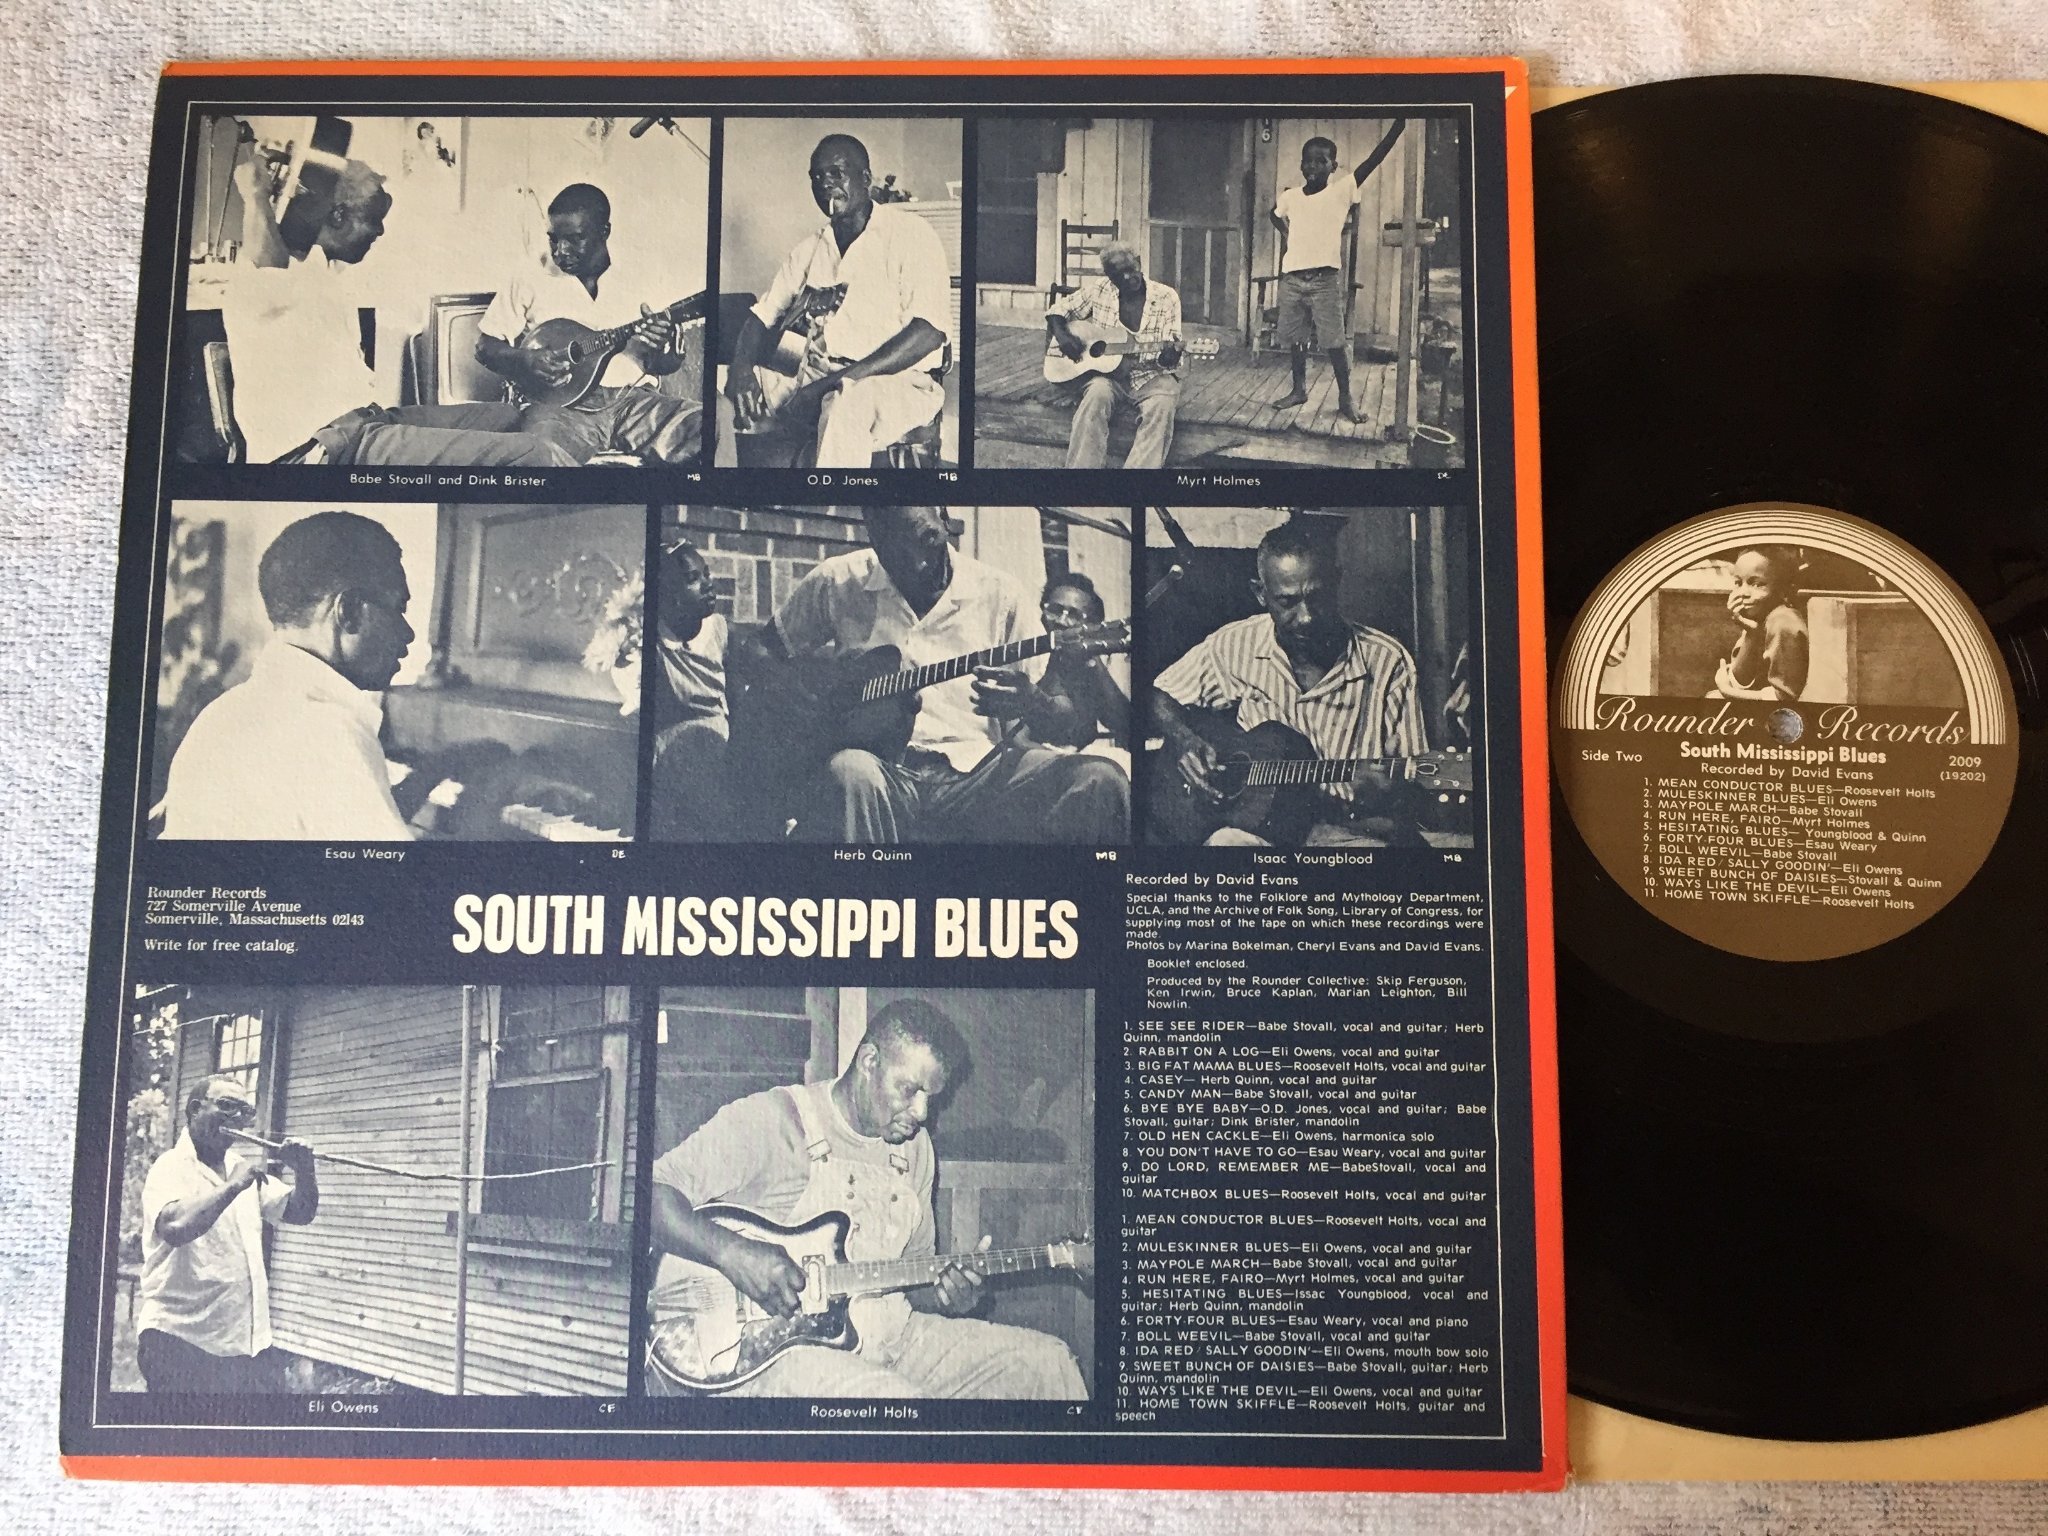 6
Babe Stovall and Dink Brister
MB
O.D. Jones
MB
Myrt Holmes
DE
Esau Weary
DE
Herb Quinn
MB
Isaac Youngblood
MB
Rounder Records
727 Somerville Avenue
Somerville, Massachusetts 02143
Write for free catalog.
SOUTH MISSISSIPPI BLUES
Recorded by David Evans
Special thanks to the Folklore and Mythology Department,
UCLA, and the Archive of Folk Song, Library of Congress, for
supplying most of the tape on which these recordings were
made.
Photos by Marina Bokelman, Cheryl Evans and David Evans.
Booklet enclosed.
Produced by the Rounder Collective: Skip Ferguson,
Ken Irwin, Bruce Kaplan, Marian Leighton, Bill
Nowlin.
1. SEE SEE RIDER—Babe Stovall, vocal and guitar; Herb
Quinn, mandolin
2. RABBIT ON A LOG—Eli Owens, vocal and guitar
3. BIG FAT MAMA BLUES—Roosevelt Holts, vocal and guitar
4. CASEY— Herb Quinn, vocal and guitar
5. CANDY MAN—Babe Stovall, vocal and guitar
6. BYE BYE BABY—O.D. Jones, vocal and guitar; Babe
Stovall, guitar; Dink Brister, mandolin
7. OLD HEN CACKLE—Eli Owens, harmonica solo
8. YOU DON'T HAVE TO GO—Esau Weary, vocal and guitar
9. DO LORD, REMEMBER ME—BabeStovall, vocal and
guitar
10. MATCHBOX BLUES—Roosevelt Holts, vocal and guitar
1. MEAN CONDUCTOR BLUES—Roosevelt Holts, vocal and
guitar
2. MULESKINNER BLUES—Eli Owens, vocal and guitar
3. MAYPOLE MARCH—Babe Stovall, vocal and guitar
4. RUN HERE, FAIRO—Myrt Holmes, vocal and guitar
5. HESITATING BLUES—Issac Youngblood, vocal and
guitar; Herb Quinn, mandolin
6. FORTY-FOUR BLUES—Esau Weary, vocal and piano
7. BOLL WEEVIL—Babe Stovall, vocal and guitar
8. IDA RED/SALLY GOODIN'—Eli Owens, mouth bow solo
9. SWEET BUNCH OF DAISIES—Babe Stovall, guitar; Herb
Quinn, mandolin
10. WAYS LIKE THE DEVIL—Eli Owens, vocal and guitar
11. HOME TOWN SKIFFLE—Roosevelt Holts, guitar and
speech
Eli Owens
CE
Roosevelt Holts
CE
Rounder Records
Side Two
South Mississippi Blues
2009
Recorded by David Evans
(19202)
1. MEAN CONDUCTOR BLUES—Roosevelt Holts
2. MULESKINNER BLUES—Eli Owens
3. MAYPOLE MARCH—Babe Stovall
4. RUN HERE, FAIRO—Myrt Holmes
5. HESITATING BLUES— Youngblood & Quinn
6. FORTY-FOUR BLUES—Esau Weary
7. BOLL WEEVIL—Babe Stovall
8. IDA RED/SALLY GOODIN'—Eli Owens
9. SWEET BUNCH OF DAISIES—Stovall & Quinn
10. WAYS LIKE THE DEVIL—Eli Owens
11. HOME TOWN SKIFFLE—Roosevelt Holts